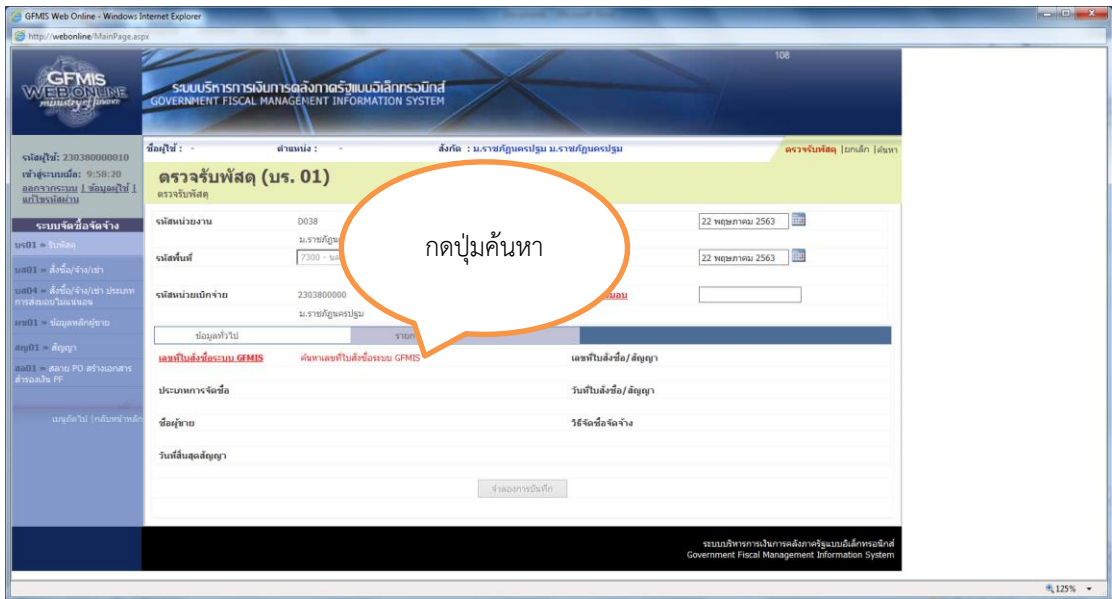 GFMIS Web Online - Windows Internet Explorer
http://webonline/MainPage.aspx
GFMIS
WEB ONLINE
ministry of finance
ระบบบริหารการเงินการคลังภาครัฐแบบอิเล็กทรอนิกส์
GOVERNMENT FISCAL MANAGEMENT INFORMATION SYSTEM
108
รหัสผู้ใช้: 230380000010
เข้าสู่ระบบเมื่อ: 9:58:20
ออกจากระบบ | ข้อมูลผู้ใช้ |
แก้ไขรหัสผ่าน
ชื่อผู้ใช้ : - ตำแหน่ง : - สังกัด : ม.ราชภัฏนครปฐม ม.ราชภัฏนครปฐม
ตรวจรับพัสดุ |ยกเลิก |ค้นหา
ตรวจรับพัสดุ (บร. 01)
ตรวจรับพัสดุ
ระบบจัดซื้อจัดจ้าง
บร01 » รับพัสดุ
บส01 » สั่งซื้อ/จ้าง/เช่า
บส04 » สั่งซื้อ/จ้าง/เช่า ประเภท
การส่งมอบไม่แน่นอน
ผข01 » ข้อมูลหลักผู้ขาย
สญ01 » สัญญา
สอ01 » สลาย PO สร้างเอกสาร
สำรองเงิน PF
เมนูถัดไป |กลับหน้าหลัก
รหัสหน่วยงาน D038
22 พฤษภาคม 2563
รหัสพื้นที่ 7300 -
22 พฤษภาคม 2563
รหัสหน่วยเบิกจ่าย 2303800000
ม.ราชภัฏนครปฐม
กดปุ่มค้นหา
ข้อมูลทั่วไป
เลขที่ใบสั่งซื้อระบบ GFMIS ค้นหาเลขที่ใบสั่งซื้อระบบ GFMIS เลขที่ใบสั่งซื้อ/สัญญา
ประเภทการจัดซื้อ วันที่ใบสั่งซื้อ/สัญญา
ชื่อผู้ขาย วิธีจัดซื้อจัดจ้าง
วันที่สิ้นสุดสัญญา
จำลองการบันทึก
ระบบบริหารการเงินการคลังภาครัฐแบบอิเล็กทรอนิกส์
Government Fiscal Management Information System
125%